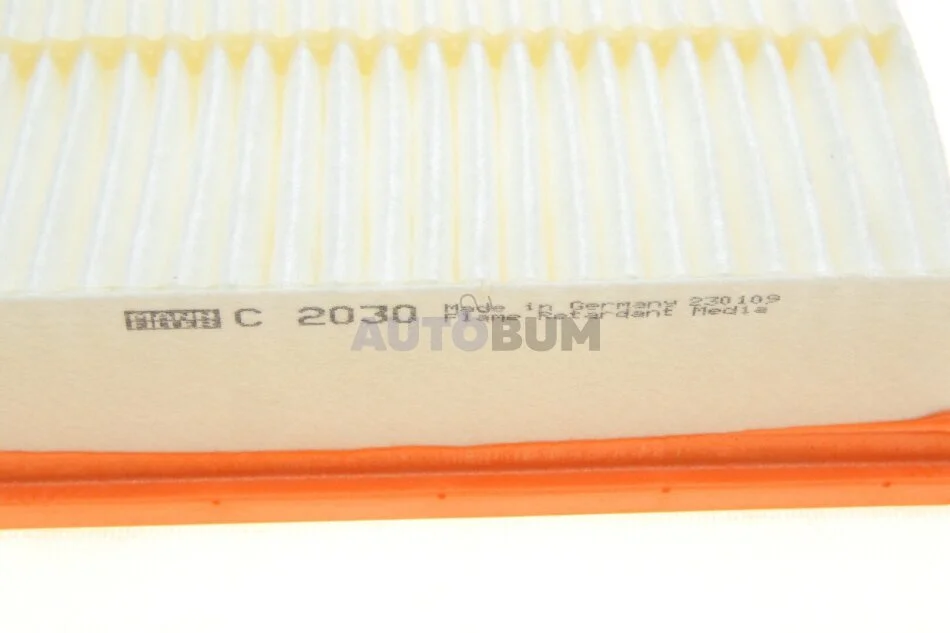 MANN
FILTER
C 2030
Made in Germany 230109
Flame Retardant Media
AUTOBUM